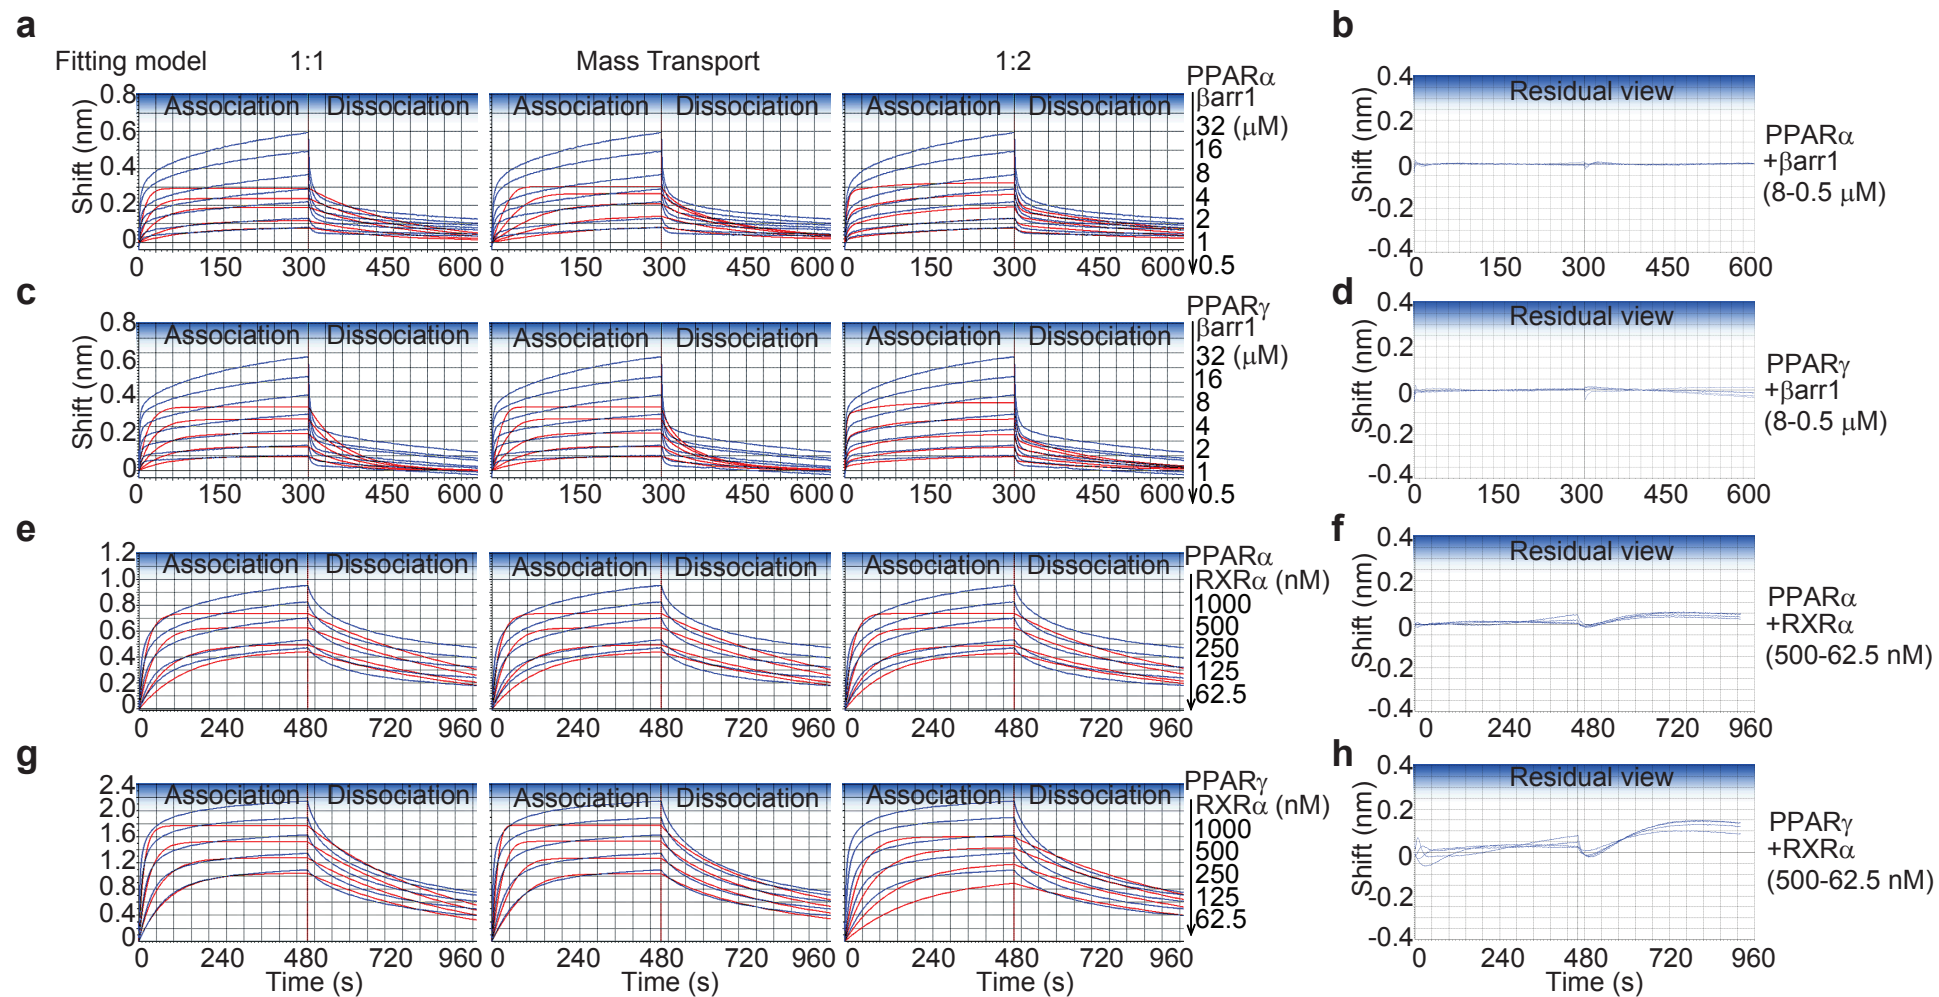 a
Fitting model 1:1 Mass Transport 1:2
Shift (nm)
0.8
0.6
0.4
0.2
0
Association Dissociation
Association Dissociation
Association Dissociation
0 150 300 450 600
0 150 300 450 600
0 150 300 450 600
PPARα
βarr1
32 (μM)
16
8
4
2
1
0.5
b
Shift (nm)
0.4
0.2
0
-0.2
-0.4
Residual view
0 150 300 450 600
PPARα
+βarr1
(8-0.5 μM)
c
Shift (nm)
0.8
0.6
0.4
0.2
0
Association Dissociation
Association Dissociation
Association Dissociation
0 150 300 450 600
0 150 300 450 600
0 150 300 450 600
PPARγ
βarr1
32 (μM)
16
8
4
2
1
0.5
d
Shift (nm)
0.4
0.2
0
-0.2
-0.4
Residual view
0 150 300 450 600
PPARγ
+βarr1
(8-0.5 μM)
e
1.2
1.0
0.8
0.6
0.4
0.2
0
Association Dissociation
Association Dissociation
Association Dissociation
0 240 480 720 960
0 240 480 720 960
0 240 480 720 960
PPARα
RXRα (nM)
1000
500
250
125
62.5
f
Shift (nm)
0.4
0.2
0
-0.2
-0.4
Residual view
0 240 480 720 960
PPARα
+RXRα
(500-62.5 nM)
g
2.4
2.0
1.6
1.2
0.8
0.4
0
Association Dissociation
Association Dissociation
Association Dissociation
0 240 480 720 960
0 240 480 720 960
0 240 480 720 960
Time (s)
Time (s)
Time (s)
PPARγ
RXRα (nM)
1000
500
250
125
62.5
h
Shift (nm)
0.4
0.2
0
-0.2
-0.4
Residual view
0 240 480 720 960
Time (s)
PPARγ
+RXRα
(500-62.5 nM)